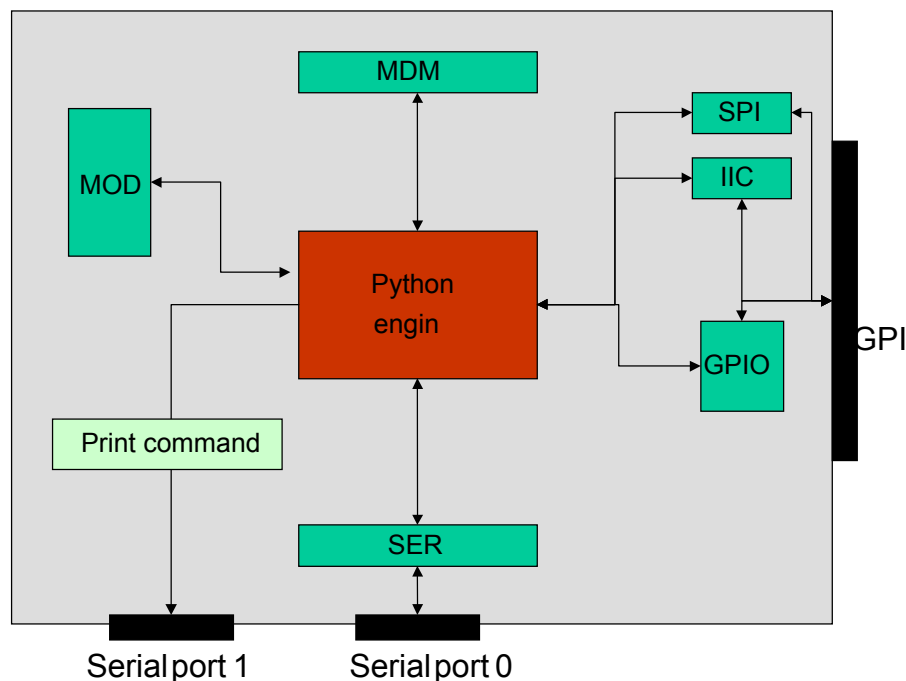 MDM
SPI
MOD
IIC
Python
engin
GPIO
GPI
Print command
SER
Serial port 1
Serial port 0